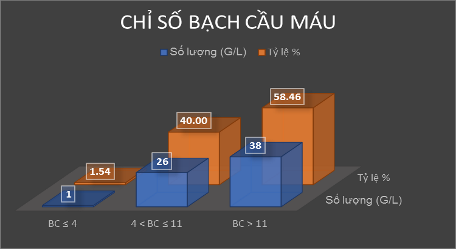 CHỈ SỐ BẠCH CẦU MÁU
Số lượng (G/L) Tỷ lệ %
58.46
40.00
38
26
1.54
1
Tỷ lệ %
Số lượng (G/L)
BC ≤ 4 4 < BC ≤ 11 BC > 11